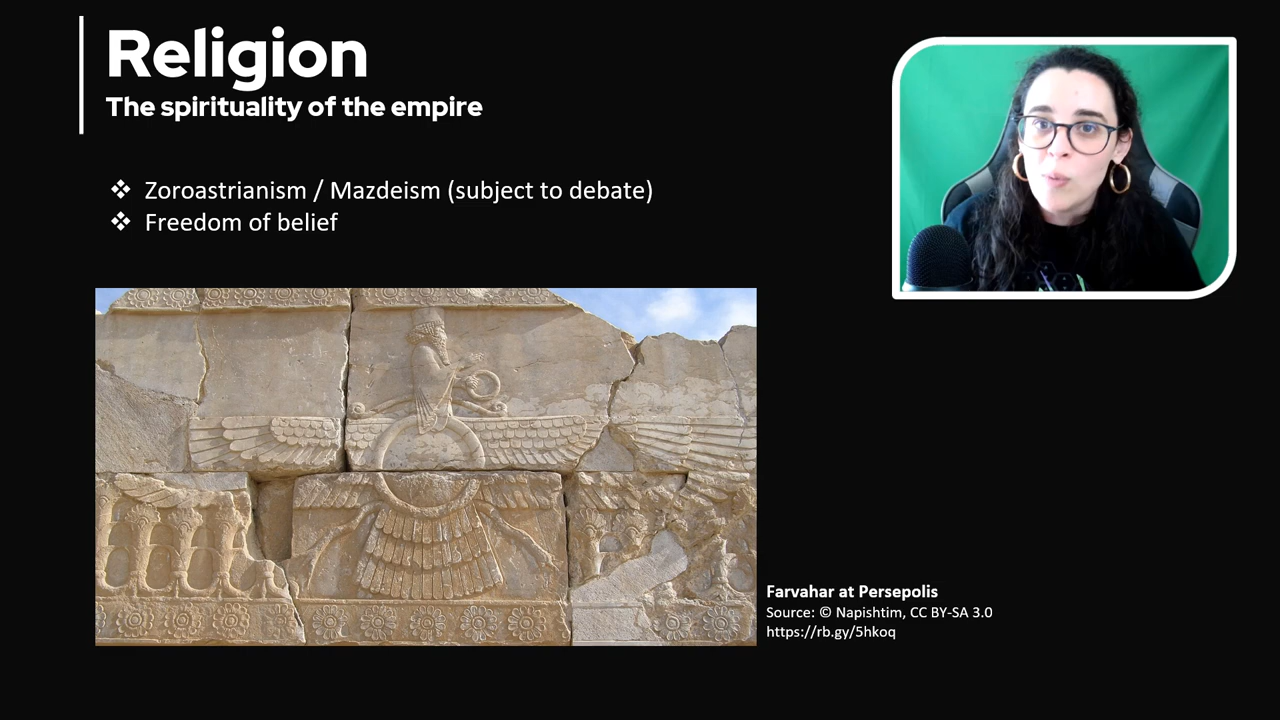 Religion
The spirituality of the empire
❖ Zoroastrianism / Mazdeism (subject to debate)
❖ Freedom of belief
Farvahar at Persepolis
Source: © Napishtim, CC BY-SA 3.0
https://rb.gy/5hkoq